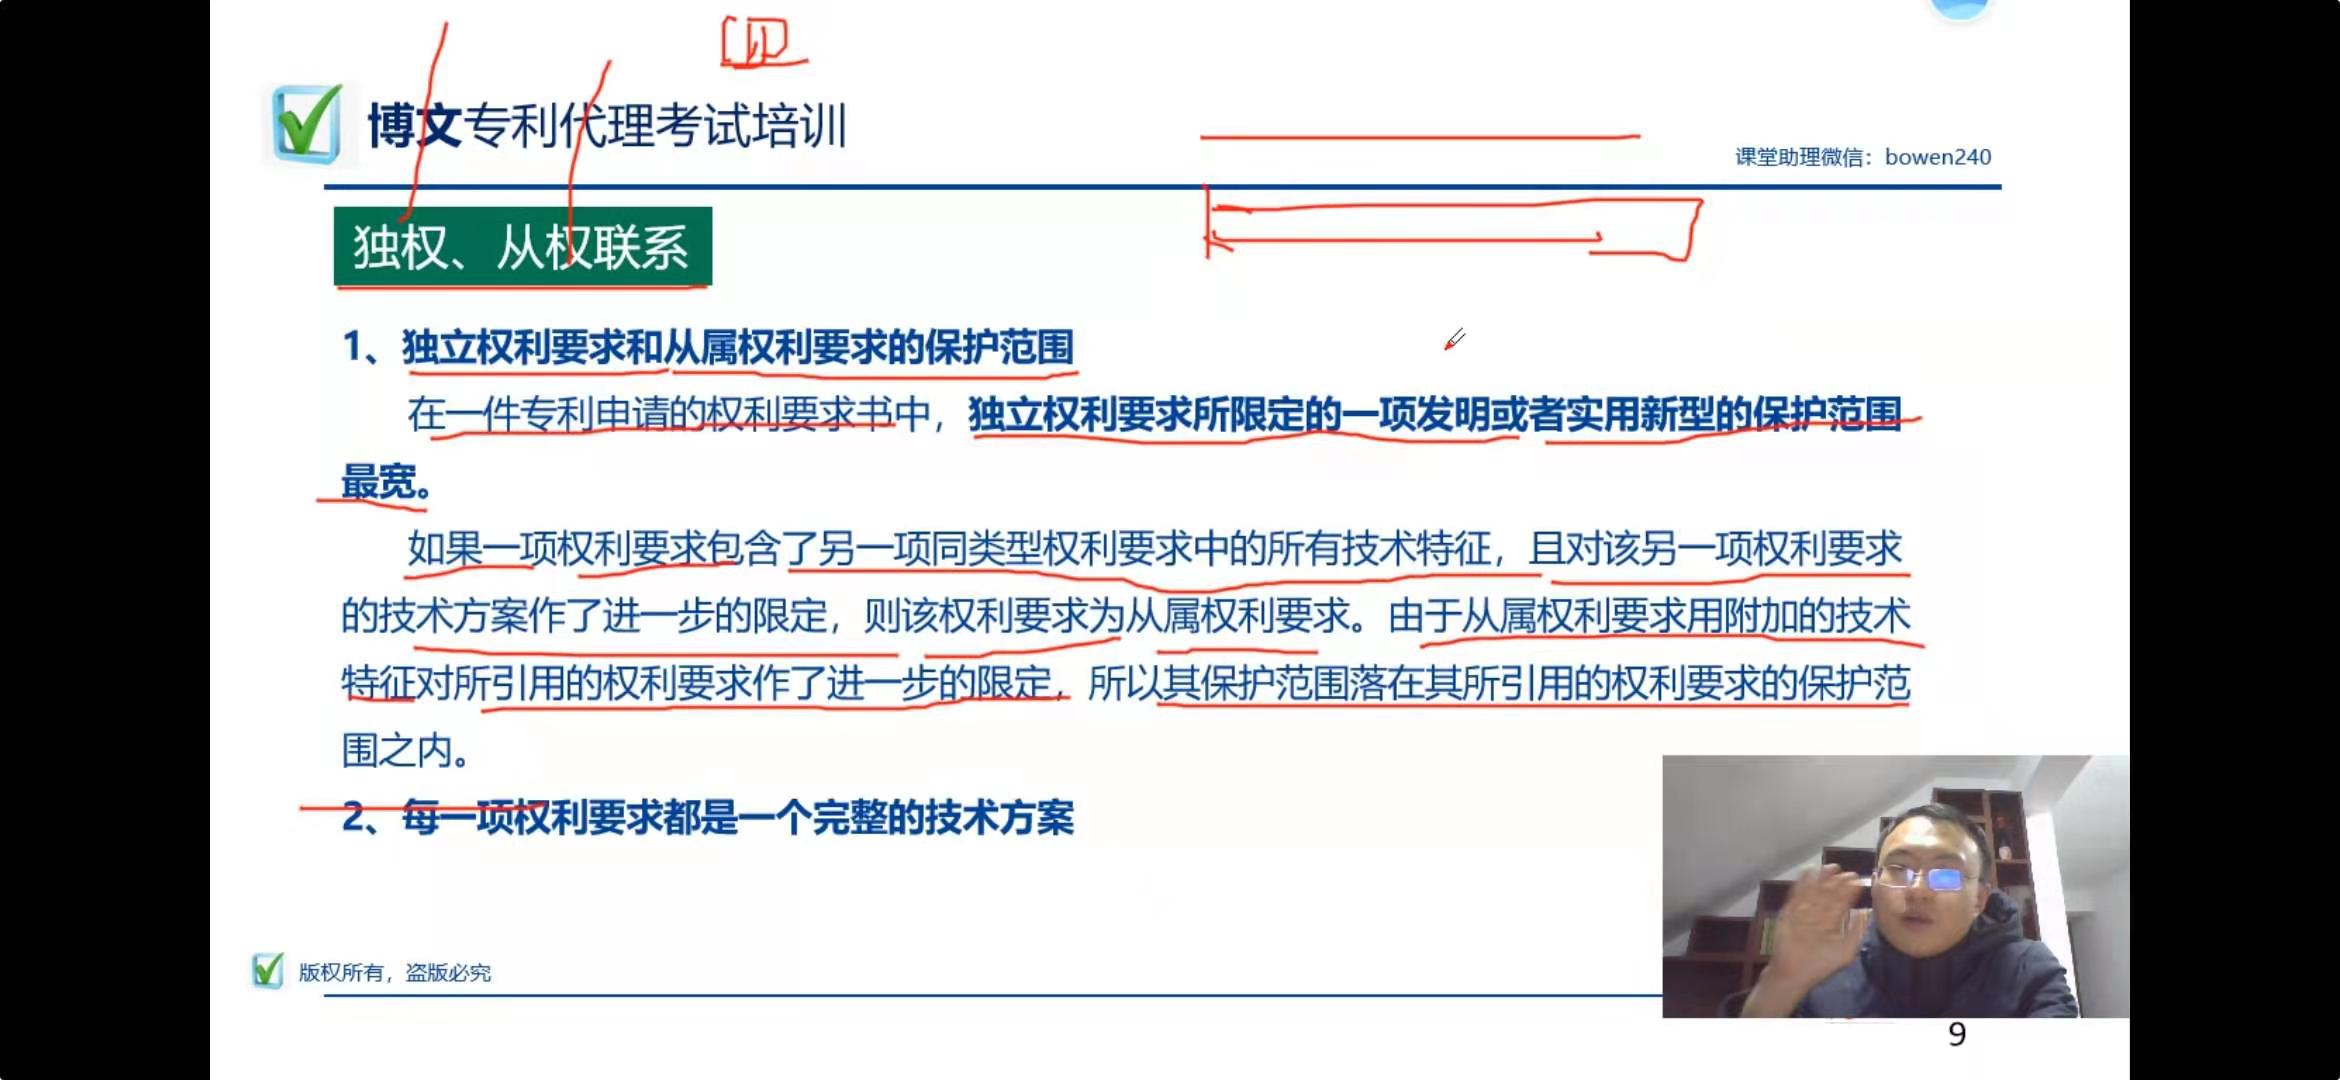 博文专利代理考试培训
课堂助理微信：bowen240
独权、从权联系
1、独立权利要求和从属权利要求的保护范围
在一件专利申请的权利要求书中，独立权利要求所限定的一项发明或者实用新型的保护范围
最宽。
如果一项权利要求包含了另一项同类型权利要求中的所有技术特征，且对该另一项权利要求
的技术方案作了进一步的限定，则该权利要求为从属权利要求。由于从属权利要求用附加的技术
特征对所引用的权利要求作了进一步的限定，所以其保护范围落在其所引用的权利要求的保护范
围之内。
2、每一项权利要求都是一个完整的技术方案
版权所有，盗版必究
9